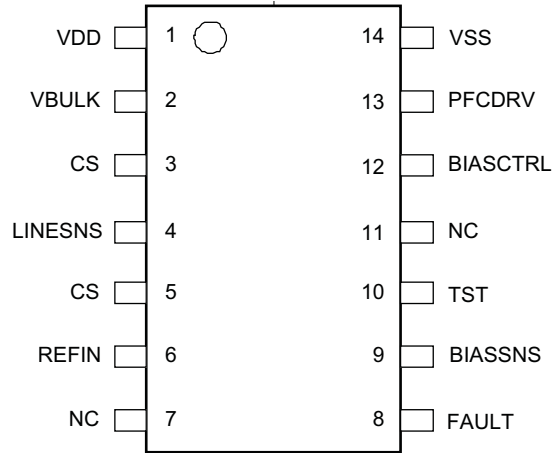 VDD 1 14 VSS
VBULK 2 13 PFCDRV
CS 3 12 BIASCTRL
LINESNS 4 11 NC
CS 5 10 TST
REFIN 6 9 BIASSNS
NC 7 8 FAULT